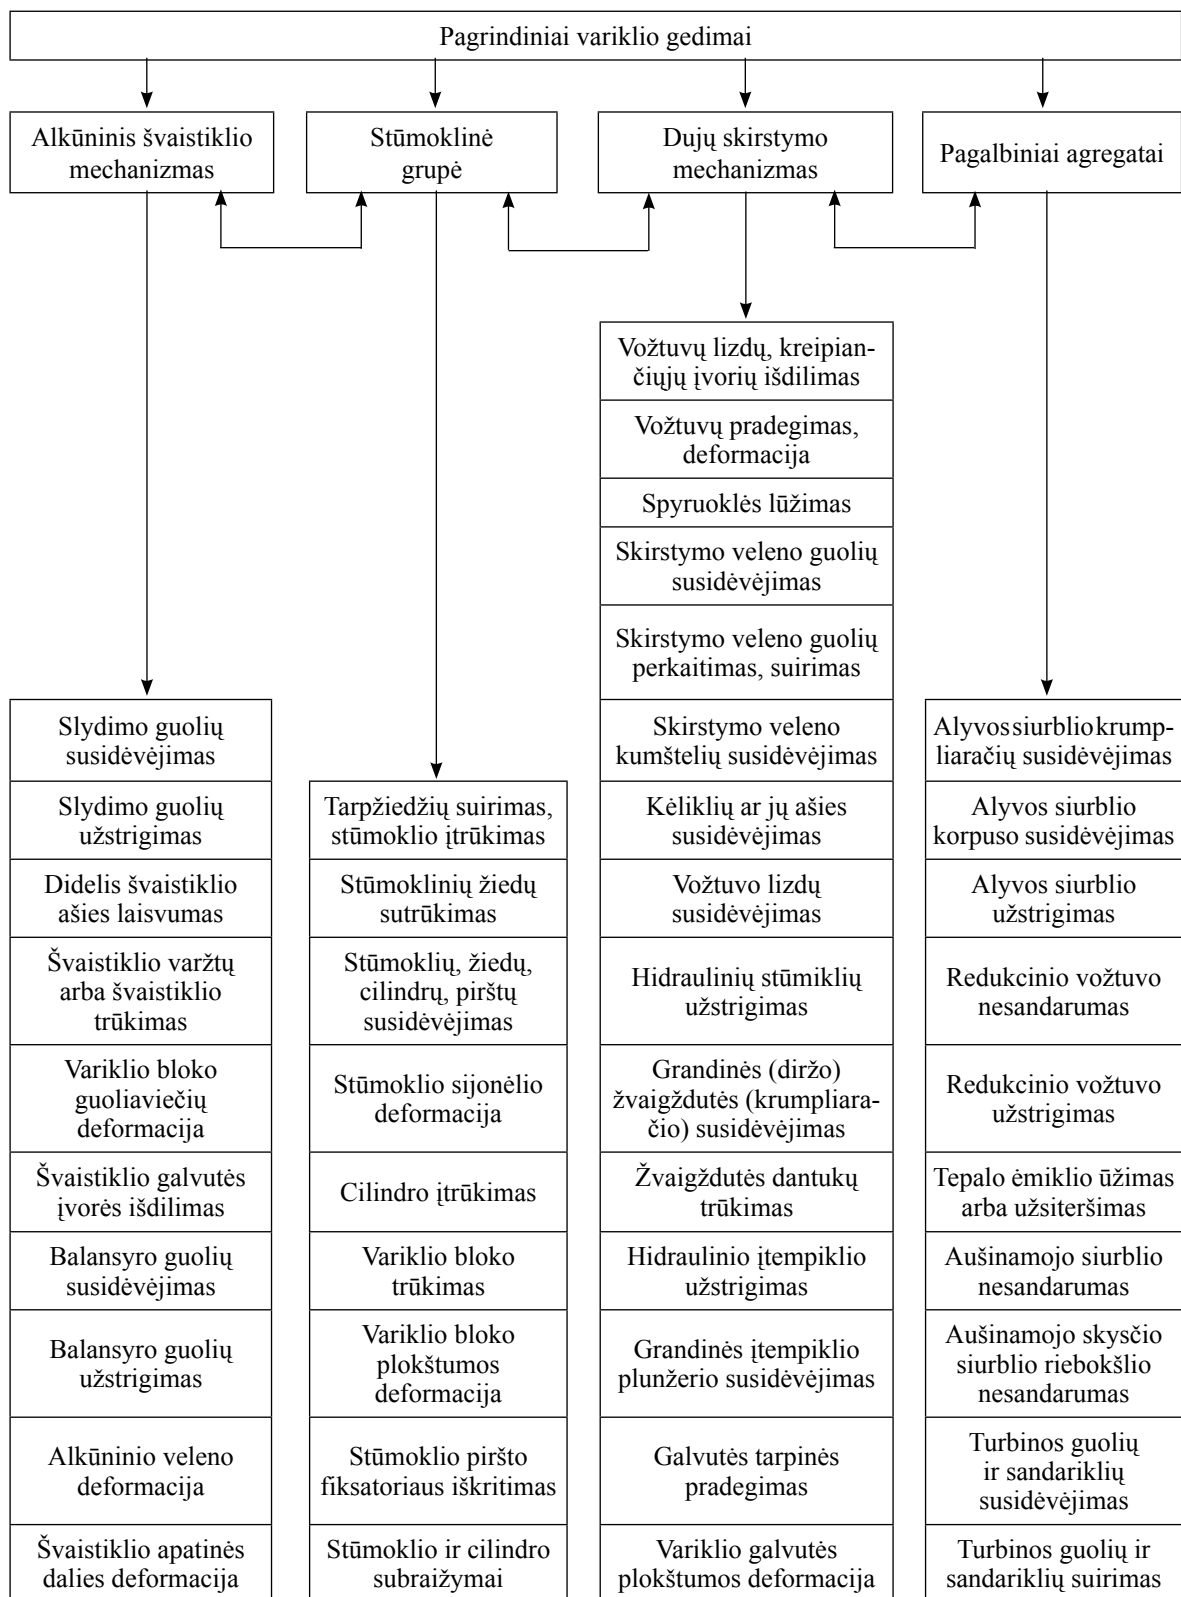 Pagrindiniai variklio gedimai
Alkūninis švaistiklio
mechanizmas
Stūmoklinė
grupė
Dujų skirstymo
mechanizmas
Pagalbiniai agregatai
Slydimo guolių
susidėvėjimas
Slydimo guolių
užstrigimas
Didelis švaistiklio
ašies laisvumas
Švaistiklio varžtų
arba švaistiklio
trūkimas
Variklio bloko
guoliaviečių
deformacija
Švaistiklio galvutės
įvorės išdilimas
Balansyro guolių
susidėvėjimas
Balansyro guolių
užstrigimas
Alkūninio veleno
deformacija
Švaistiklio apatinės
dalies deformacija
Tarpžiedžių suirimas,
stūmoklio įtrūkimas
Stūmoklinių žiedų
sutrūkimas
Stūmoklių, žiedų,
cilindrų, pirštų
susidėvėjimas
Stūmoklio sijonėlio
deformacija
Cilindro įtrūkimas
Variklio bloko
trūkimas
Variklio bloko
plokštumos
deformacija
Stūmoklio piršto
fiksatoriaus iškritimas
Stūmoklio ir cilindro
subraižymai
Vožtuvų lizdų, kreipian-
čiųjų įvorių išdilimas
Vožtuvų pradegimas,
deformacija
Spyruoklės lūžimas
Skirstymo veleno guolių
susidėvėjimas
Skirstymo veleno guolių
perkaitimas, suirimas
Skirstymo veleno
kumštelių susidėvėjimas
Kėliklių ar jų ašies
susidėvėjimas
Vožtuvo lizdų
susidėvėjimas
Hidraulinių stūmiklių
užstrigimas
Grandinės (diržo)
žvaigždutės (krumpliara-
čio) susidėvėjimas
Žvaigždutės dantukų
trūkimas
Hidraulinio įtempiklio
užstrigimas
Grandinės įtempiklio
plunžerio susidėvėjimas
Galvutės tarpinės
pradegimas
Variklio galvutės
plokštumos deformacija
Alyvos siurblio krump-
liaračių susidėvėjimas
Alyvos siurblio
korpuso susidėvėjimas
Alyvos siurblio
užstrigimas
Redukcinio vožtuvo
nesandarumas
Redukcinio vožtuvo
užstrigimas
Tepalo ėmiklio ūžimas
arba užsiteršimas
Aušinamojo siurblio
nesandarumas
Aušinamojo skysčio
siurblio riebokšlio
nesandarumas
Turbinos guolių
ir sandariklių
susidėvėjimas
Turbinos guolių ir
sandariklių suirimas